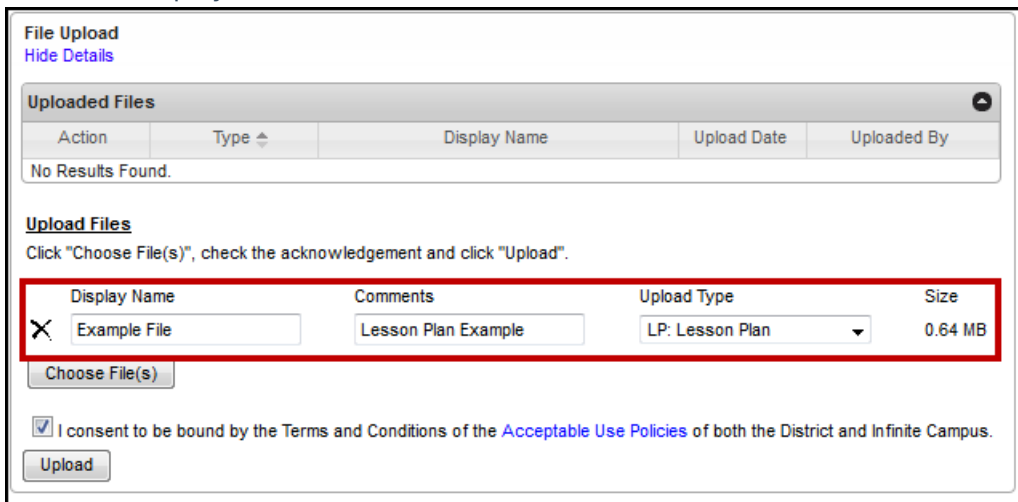 File Upload
Hide Details
Uploaded Files
Action Type Display Name Upload Date Uploaded By
No Results Found.
Upload Files
Click "Choose File(s)", check the acknowledgement and click "Upload".
Display Name Comments Upload Type Size
Example File Lesson Plan Example LP: Lesson Plan 0.64 MB
Choose File(s)
I consent to be bound by the Terms and Conditions of the Acceptable Use Policies of both the District and Infinite Campus.
Upload